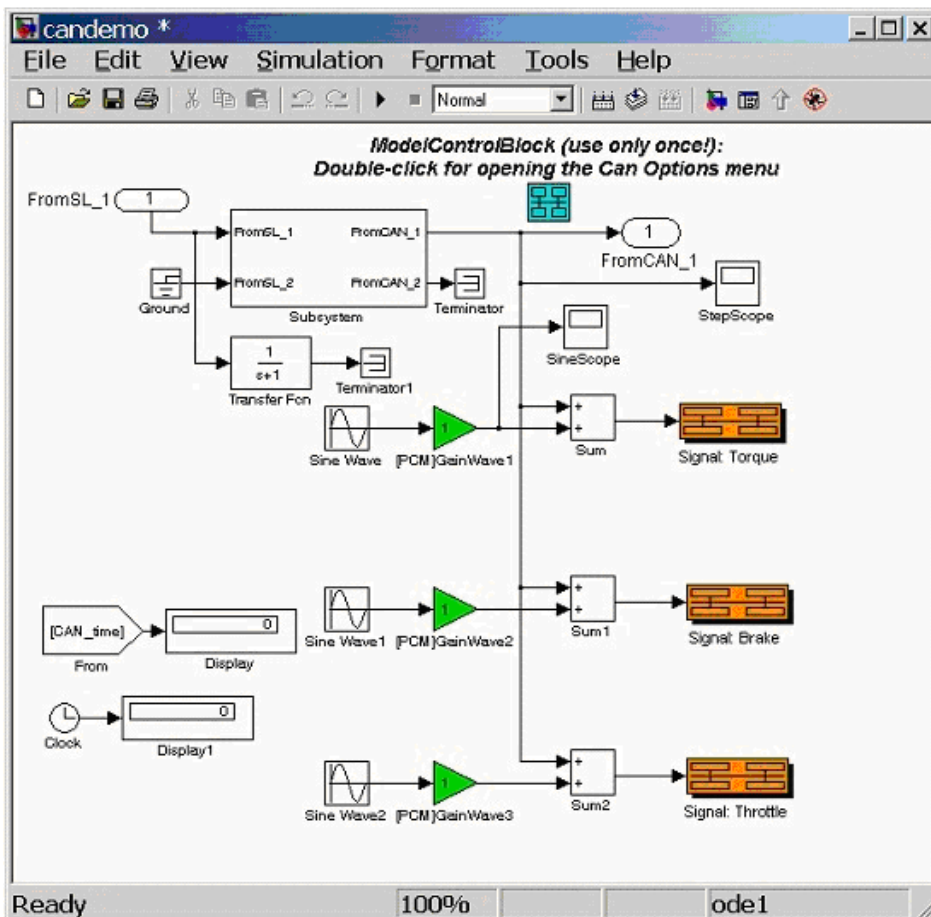 candemo *
File Edit View Simulation Format Tools Help
Normal
ModelControlBlock (use only once!):
Double-click for opening the Can Options menu
FromSL_1
1
FromSL_1
FromCAN_1
1
FromCAN_1
FromSL_2
FromCAN_2
Ground
Subsystem
Terminator
StepScope
SineScope
1
s+1
Transfer Fcn
Terminator1
Sine Wave
1
[PCM]GainWave1
+
+
Sum
Signal: Torque
[CAN_time]
From
0
Display
Sine Wave1
1
[PCM]GainWave2
+
+
Sum1
Signal: Brake
Clock
0
Display1
Sine Wave2
1
[PCM]GainWave3
+
+
Sum2
Signal: Throttle
Ready 100% ode1